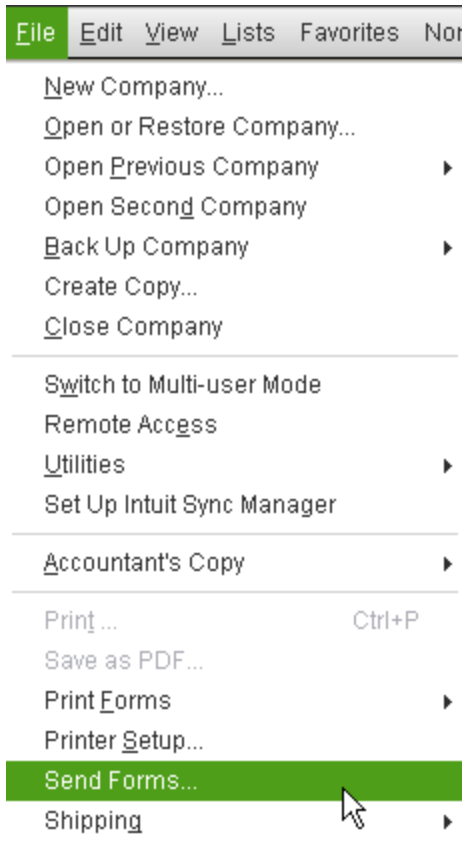 File Edit View Lists Favorites Nor
New Company...
Open or Restore Company...
Open Previous Company
Open Second Company
Back Up Company
Create Copy...
Close Company
Switch to Multi-user Mode
Remote Access
Utilities
Set Up Intuit Sync Manager
Accountant's Copy
Print ... Ctrl+P
Save as PDF...
Print Forms
Printer Setup...
Send Forms...
Shipping